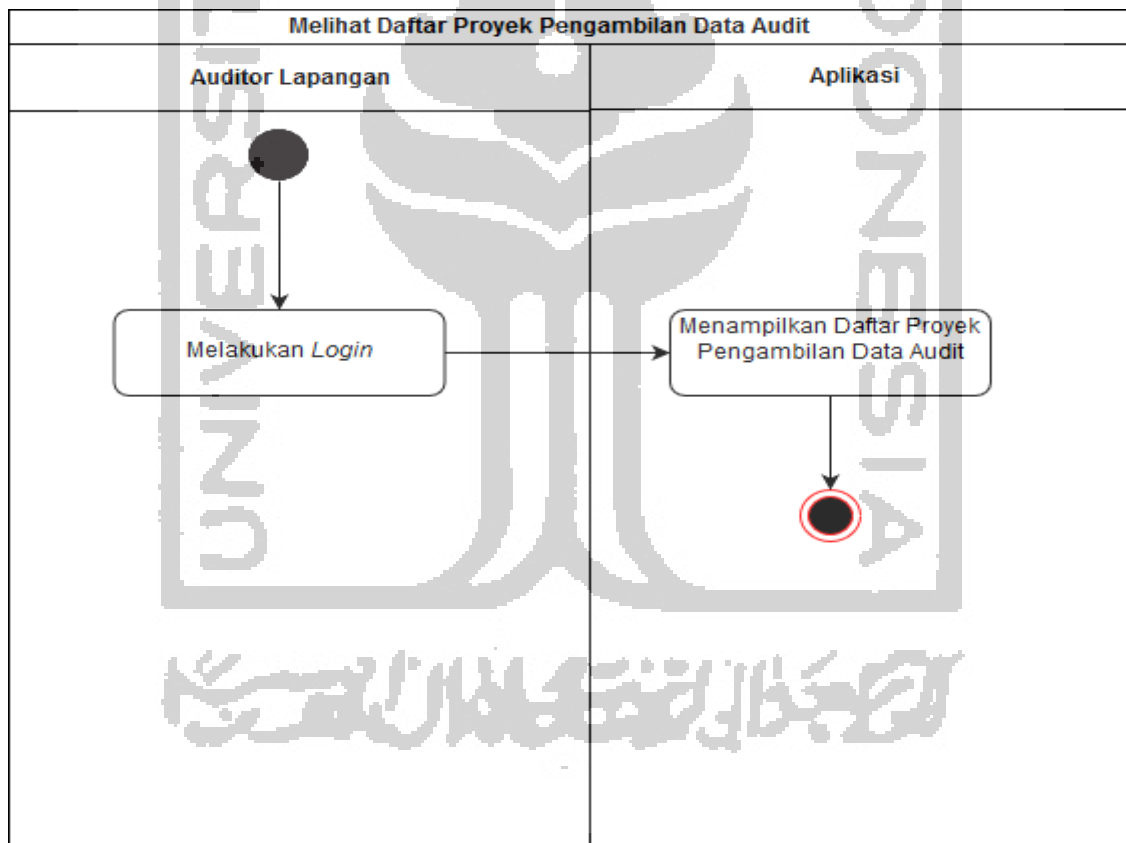 Melihat Daftar Proyek Pengambilan Data Audit
Auditor Lapangan
Aplikasi
Melakukan Login
Menampilkan Daftar Proyek
Pengambilan Data Audit